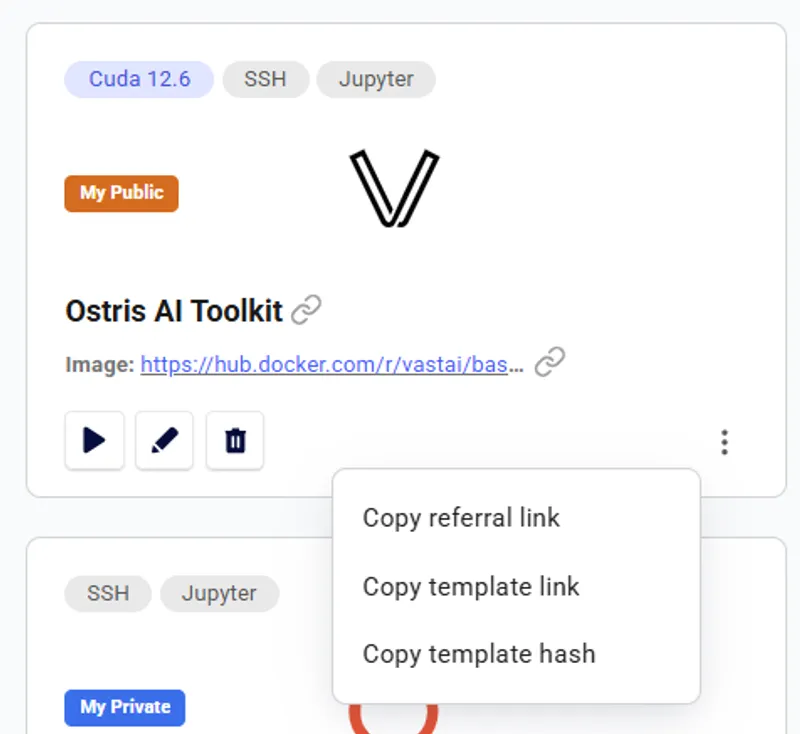 Cuda 12.6 SSH Jupyter
My Public
Ostris AI Toolkit
Image: https://hub.docker.com/r/vastai/bas...
Copy referral link
Copy template link
Copy template hash
SSH Jupyter
My Private